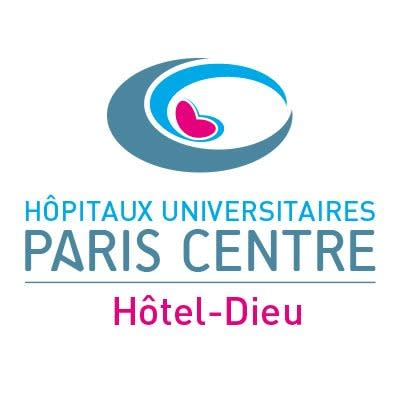 HÔPITAUX UNIVERSITAIRES
PARIS CENTRE
Hôtel-Dieu